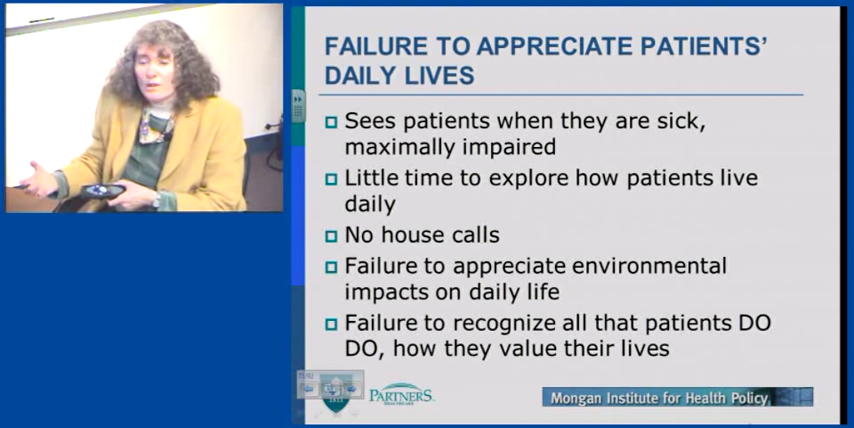 FAILURE TO APPRECIATE PATIENTS'
DAILY LIVES
Sees patients when they are sick,
maximally impaired
Little time to explore how patients live
daily
No house calls
Failure to appreciate environmental
impacts on daily life
Failure to recognize all that patients DO
DO, how they value their lives
PARTNERS
HEALTHCARE
Mongan Institute for Health Policy